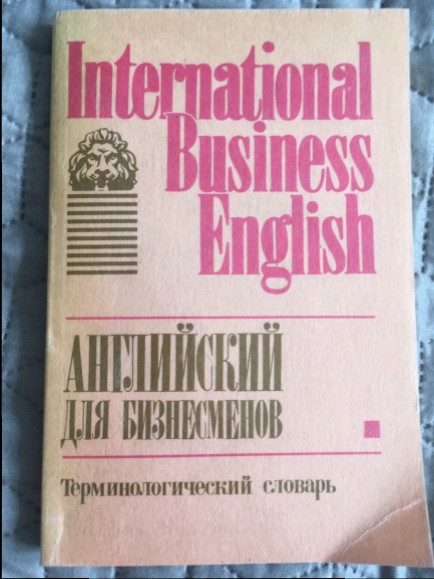 International
Business
English
АНГЛИЙСКИЙ
ДЛЯ БИЗНЕСМЕНОВ
Терминологический словарь